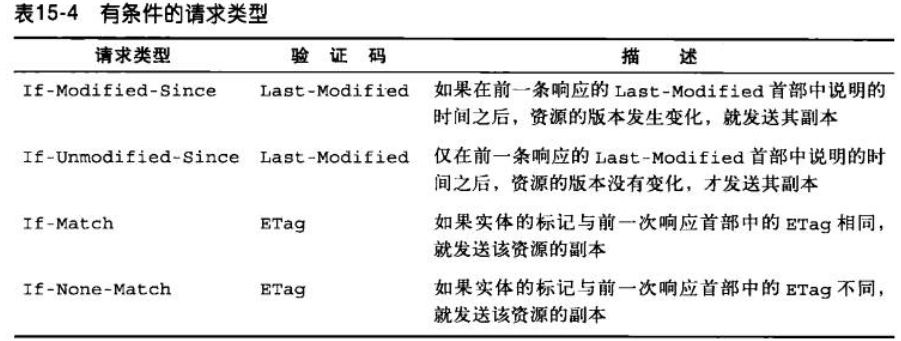 表15-4 有条件的请求类型
请求类型 验证码 描述
If-Modified-Since Last-Modified 如果在前一条响应的 Last-Modified 首部中说明的
时间之后，资源的版本发生变化，就发送其副本
If-Unmodified-Since Last-Modified 仅在前一条响应的 Last-Modified 首部中说明的时
间之后，资源的版本没有变化，才发送其副本
If-Match ETag 如果实体的标记与前一次响应首部中的 ETag 相同，
就发送该资源的副本
If-None-Match ETag 如果实体的标记与前一次响应首部中的 ETag 不同，
就发送该资源的副本